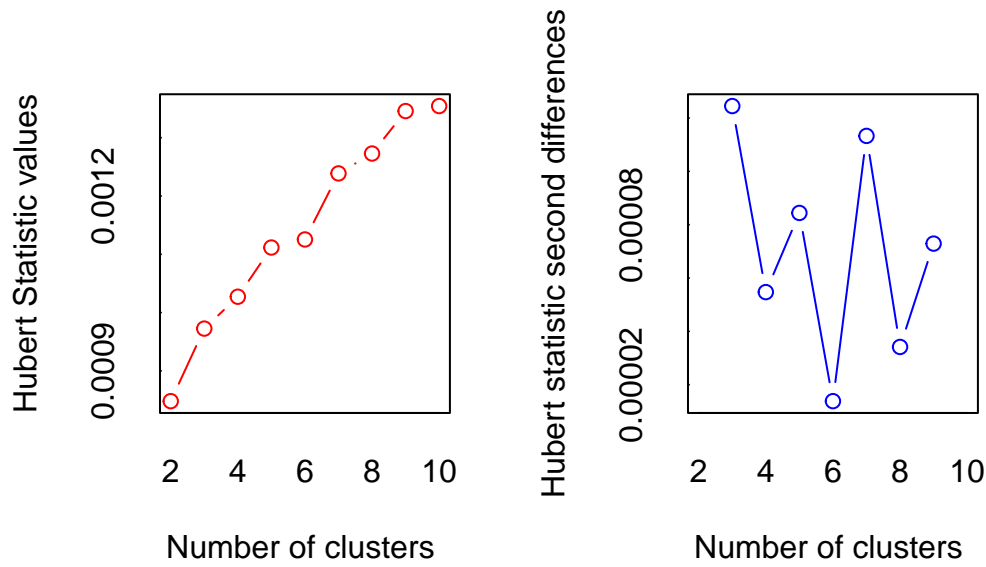 Hubert Statistic values
0.0009
0.0012
2 4 6 8 10
Number of clusters
Hubert statistic second differences
0.00002
0.00008
2 4 6 8 10
Number of clusters